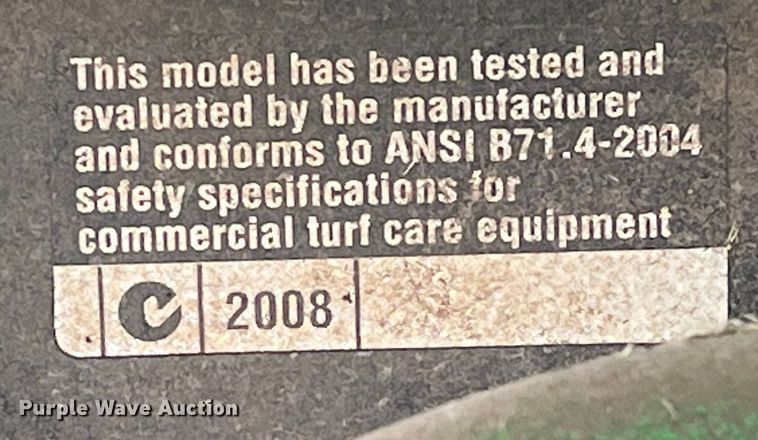 This model has been tested and
evaluated by the manufacturer
and conforms to ANSI B71.4-2004
safety specifications for
commercial turf care equipment
2008
Purple Wave Auction